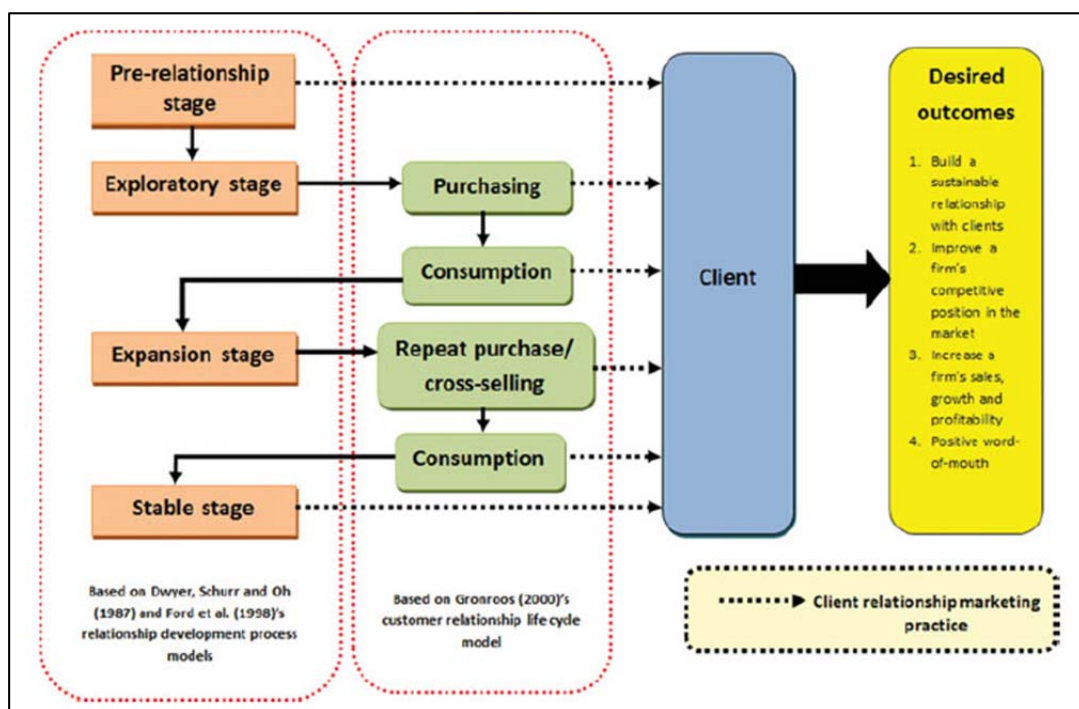 Pre-relationship
stage
Exploratory stage
Expansion stage
Stable stage
Based on Dwyer, Schurr and Oh
(1987) and Ford et al. (1998)'s
relationship development process
models
Purchasing
Consumption
Repeat purchase/
cross-selling
Consumption
Based on Gronroos (2000)'s
customer relationship life cycle
model
Client
Desired
outcomes
1. Build a
sustainable
relationship
with clients
2. Improve a
firm's
competitive
position in the
market
3. Increase a
firm's sales,
growth and
profitability
4. Positive word-
of-mouth
Client relationship marketing
practice